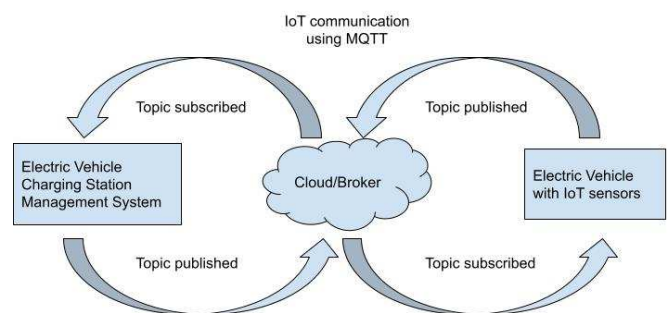 IoT communication
using MQTT
Topic subscribed
Topic published
Electric Vehicle
Charging Station
Management System
Cloud/Broker
Electric Vehicle
with IoT sensors
Topic published
Topic subscribed